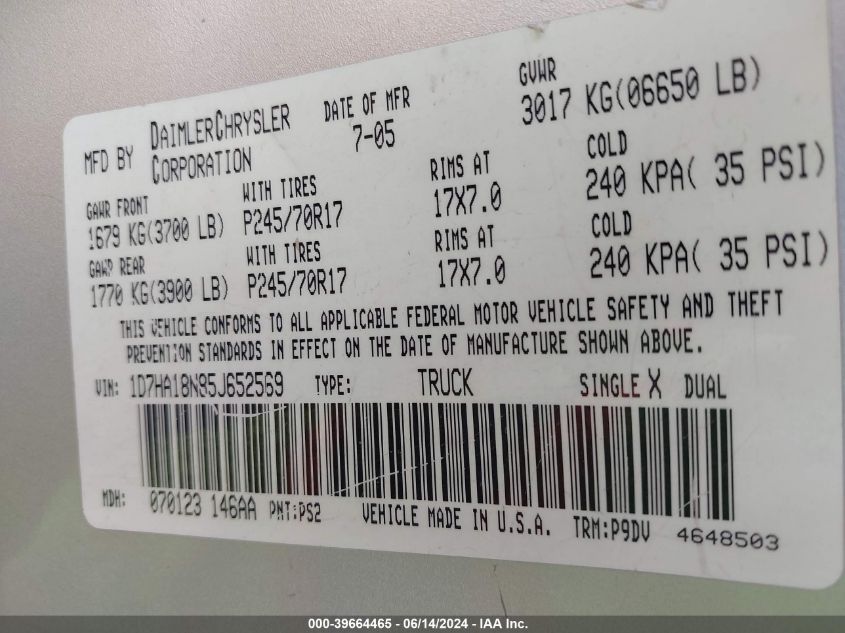 MFD BY DAIMLERCHRYSLER CORPORATION
DATE OF MFR
7-05
GVWR
3017 KG(06650 LB)
GAWR FRONT WITH TIRES RIMS AT COLD
1679 KG(3700 LB) P245/70R17 17X7.0 240 KPA( 35 PSI)
GAWR REAR WITH TIRES RIMS AT COLD
1770 KG(3900 LB) P245/70R17 17X7.0 240 KPA( 35 PSI)
THIS VEHICLE CONFORMS TO ALL APPLICABLE FEDERAL MOTOR VEHICLE SAFETY AND THEFT
PREVENTION STANDARDS IN EFFECT ON THE DATE OF MANUFACTURE SHOWN ABOVE.
VIN: 1D7HA18N85J652569 TYPE: TRUCK SINGLE X DUAL
MDH: 070123 146AA PNT:PS2 VEHICLE MADE IN U.S.A. TRM:P9DV 4648503
000-39664465 - 06/14/2024 - IAA Inc.